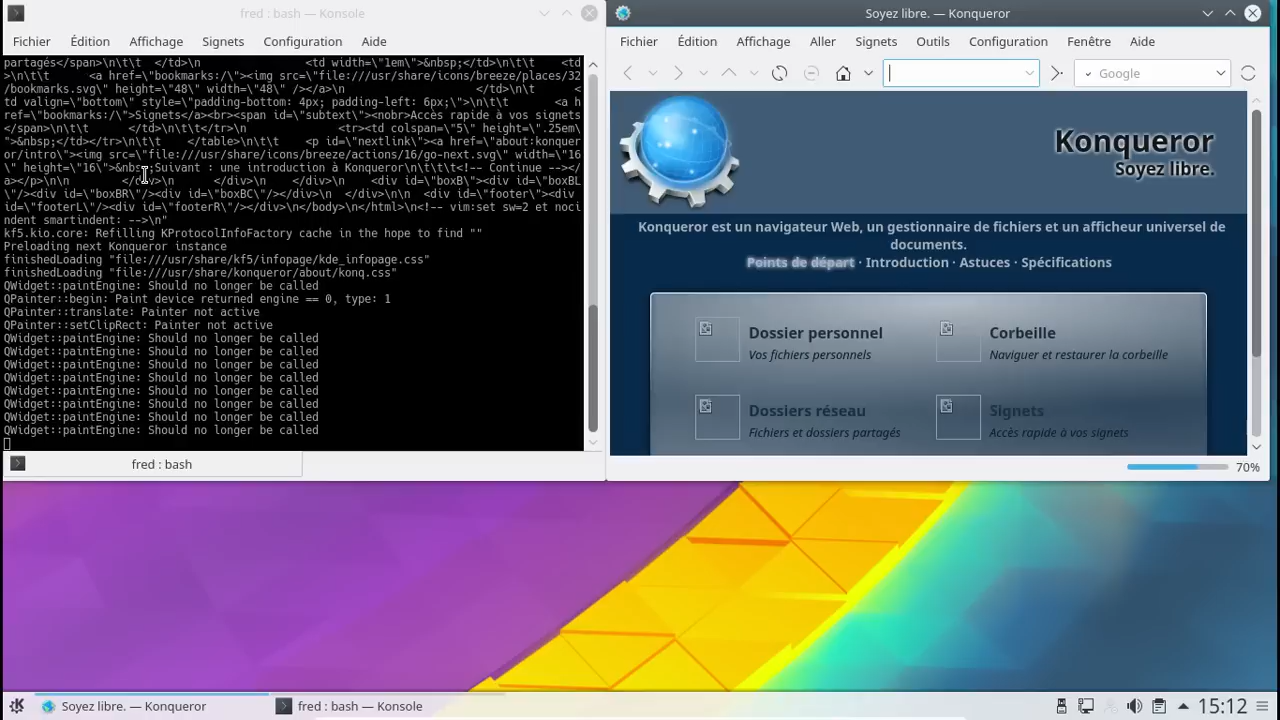 fred : bash — Konsole
Fichier Édition Affichage Signets Configuration Aide
partagés</span>\n\t\t  </td>\n                <td width=\"1em\">&nbsp;</td>\n\t\t    <td
>\n\t\t     <a href=\"bookmarks:/\"><img src=\"file:///usr/share/icons/breeze/places/32
/bookmarks.svg\" height=\"48\" width=\"48\" /></a>\n         </td>\n\t\t     <
td valign=\"bottom\" style=\"padding-bottom: 4px; padding-left: 6px;\">\n\t\t      <a h
ref=\"bookmarks:/\">Signets</a><br><span id=\"subtext\"><nobr>Accès rapide à vos signets
</span>\n\t\t      </td>\n\t\t</tr>\n            <tr><td colspan=\"5\" height=\".25em\
">&nbsp;</td></tr>\n\t\t    </table>\n\t\t   <p id=\"nextlink\"><a href=\"about:konquer
or/intro\"><img src=\"file:///usr/share/icons/breeze/actions/16/go-next.svg\" width=\"16
\" height=\"16\">&nbsp;Suivant : une introduction à Konqueror\n\t\t\t<!-- Continue --></
a></p>\n\n        </div>\n      </div>\n    </div>\n    <div id=\"boxB\"><div id=\"boxBL
\"/><div id=\"boxBR\"/><div id=\"boxBC\"/></div>\n  </div>\n\n  <div id=\"footer\"><div
id=\"footerL\"/><div id=\"footerR\"/></div>\n</body>\n</html>\n<!-- vim:set sw=2 et noci
ndent smartindent: -->\n"
kf5.kio.core: Refilling KProtocolInfoFactory cache in the hope to find ""
Preloading next Konqueror instance
finishedLoading "file:///usr/share/kf5/infopage/kde_infopage.css"
finishedLoading "file:///usr/share/konqueror/about/konq.css"
QWidget::paintEngine: Should no longer be called
QPainter::begin: Paint device returned engine == 0, type: 1
QPainter::translate: Painter not active
QPainter::setClipRect: Painter not active
QWidget::paintEngine: Should no longer be called
QWidget::paintEngine: Should no longer be called
QWidget::paintEngine: Should no longer be called
QWidget::paintEngine: Should no longer be called
QWidget::paintEngine: Should no longer be called
QWidget::paintEngine: Should no longer be called
QWidget::paintEngine: Should no longer be called
QWidget::paintEngine: Should no longer be called
fred : bash
Soyez libre. — Konqueror
Fichier Édition Affichage Aller Signets Outils Configuration Fenêtre Aide
Google
Konqueror
Soyez libre.
Konqueror est un navigateur Web, un gestionnaire de fichiers et un afficheur universel de
documents.
Points de départ · Introduction · Astuces · Spécifications
Dossier personnel
Vos fichiers personnels
Corbeille
Naviguer et restaurer la corbeille
Dossiers réseau
Fichiers et dossiers partagés
Signets
Accès rapide à vos signets
70%
Soyez libre. — Konqueror
fred : bash — Konsole
15:12